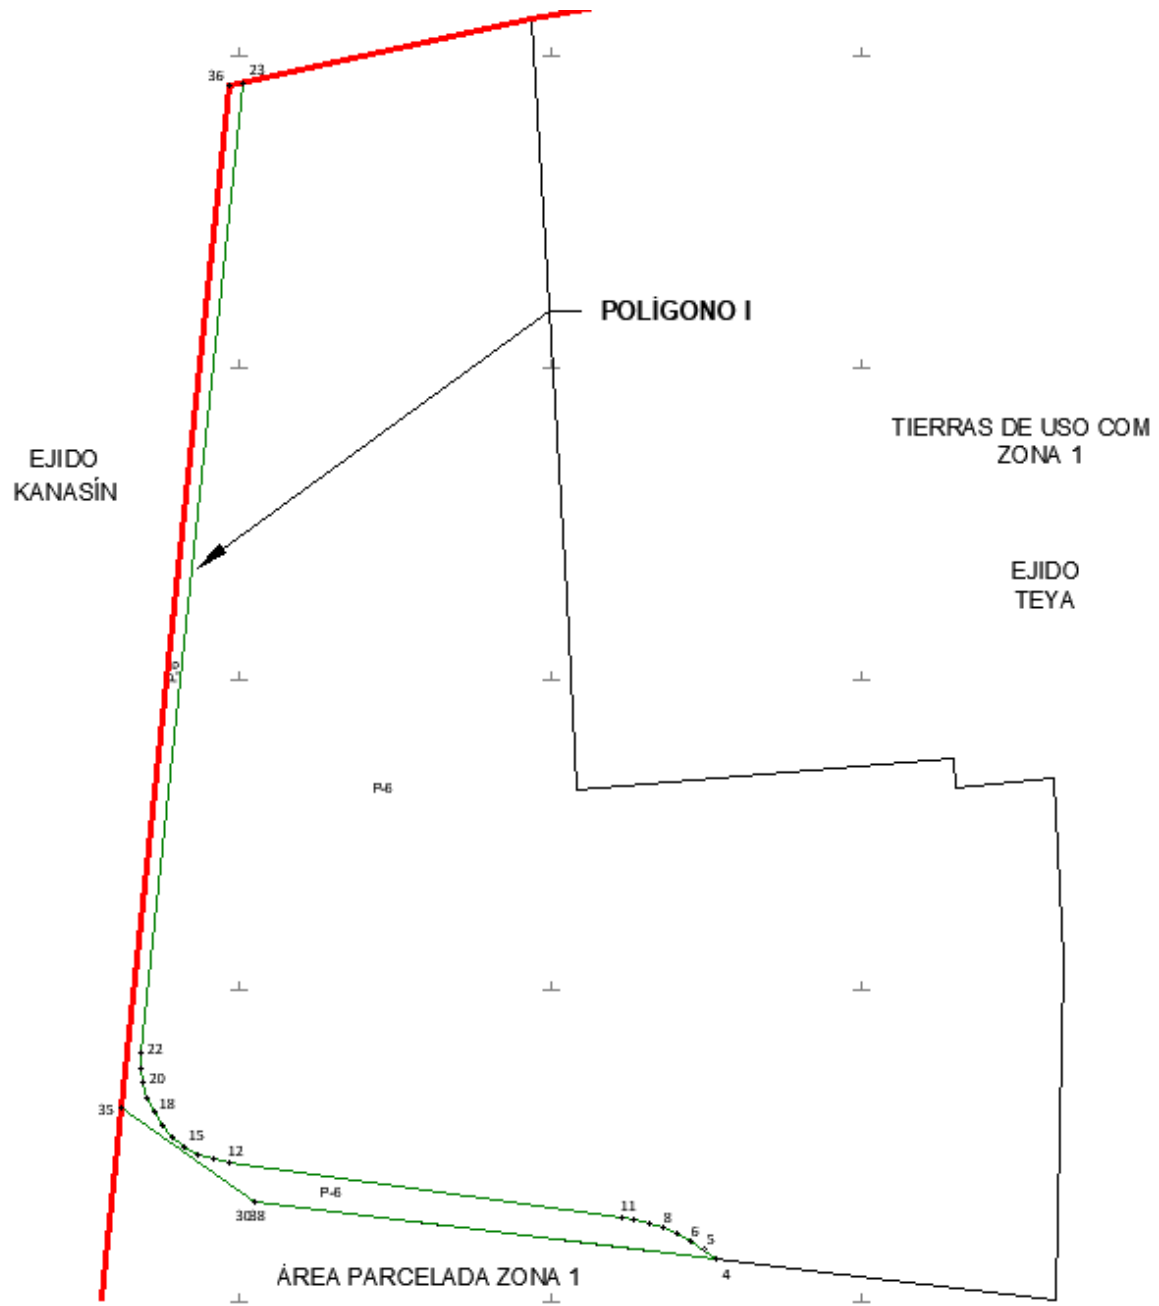 36
23
POLÍGONO I
TIERRAS DE USO COM
ZONA 1
EJIDO
KANASÍN
EJIDO
TEYA
P-6
22
20
18
35
15
12
P-6
3088
11
8
6
5
4
ÁREA PARCELADA ZONA 1